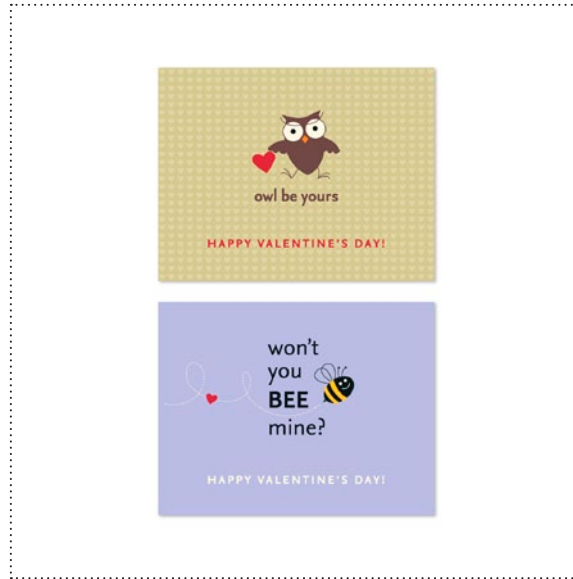 owl be yours
HAPPY VALENTINE'S DAY!
won't
you
BEE
mine?
HAPPY VALENTINE'S DAY!